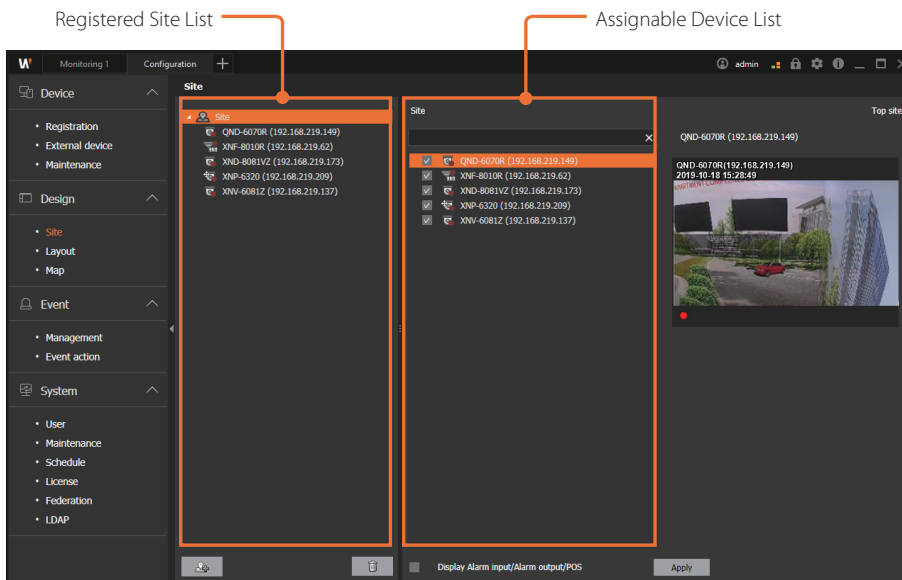 Registered Site List
Assignable Device List
W
Monitoring 1
Configuration
admin
Device
• Registration
• External device
• Maintenance
Design
• Site
• Layout
• Map
Event
• Management
• Event action
System
• User
• Maintenance
• Schedule
• License
• Federation
• LDAP
Site
Site
QND-6070R (192.168.219.149)
XNF-8010R (192.168.219.62)
XND-8081VZ (192.168.219.173)
XNP-6320 (192.168.219.209)
XNV-6081Z (192.168.219.137)
Site
QND-6070R (192.168.219.149)
XNF-8010R (192.168.219.62)
XND-8081VZ (192.168.219.173)
XNP-6320 (192.168.219.209)
XNV-6081Z (192.168.219.137)
Display Alarm input/Alarm output/POS
Apply
Top site
QND-6070R (192.168.219.149)
QND-6070R(192.168.219.149)
2019-10-18 15:28:49